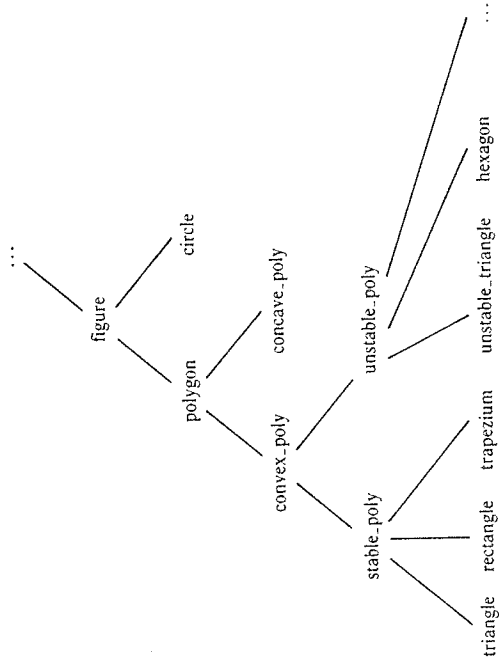 ...
figure
circle
polygon
concave_poly
convex_poly
unstable_poly
stable_poly
triangle rectangle trapezium unstable_triangle hexagon ...